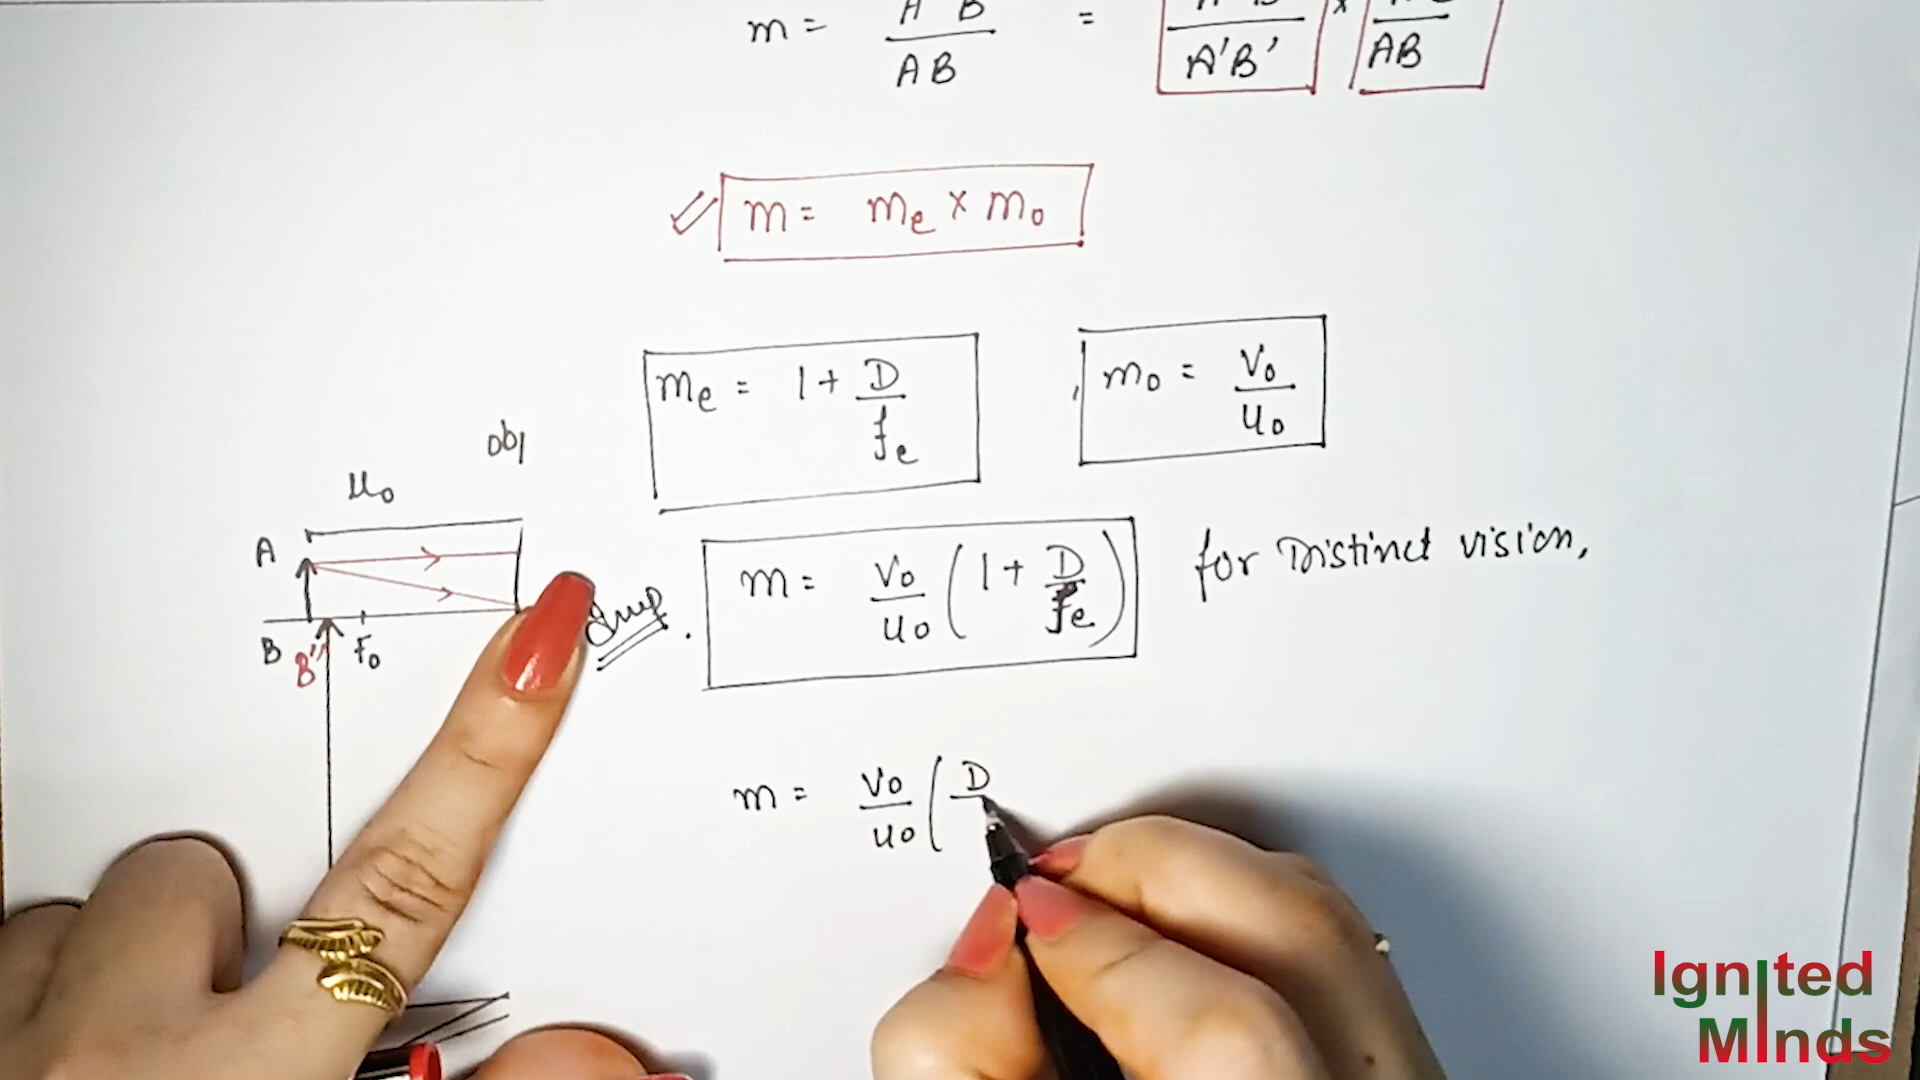 m = A B / AB = A B / A'B' × / AB
m = me × mo
me = 1 + D / fe , mo = vo / uo
obj
uo
A
B B" Fo
Imp. m = vo / uo ( 1 + D / fe ) for Distinct vision,
m = vo / uo ( D
Ignited
Minds